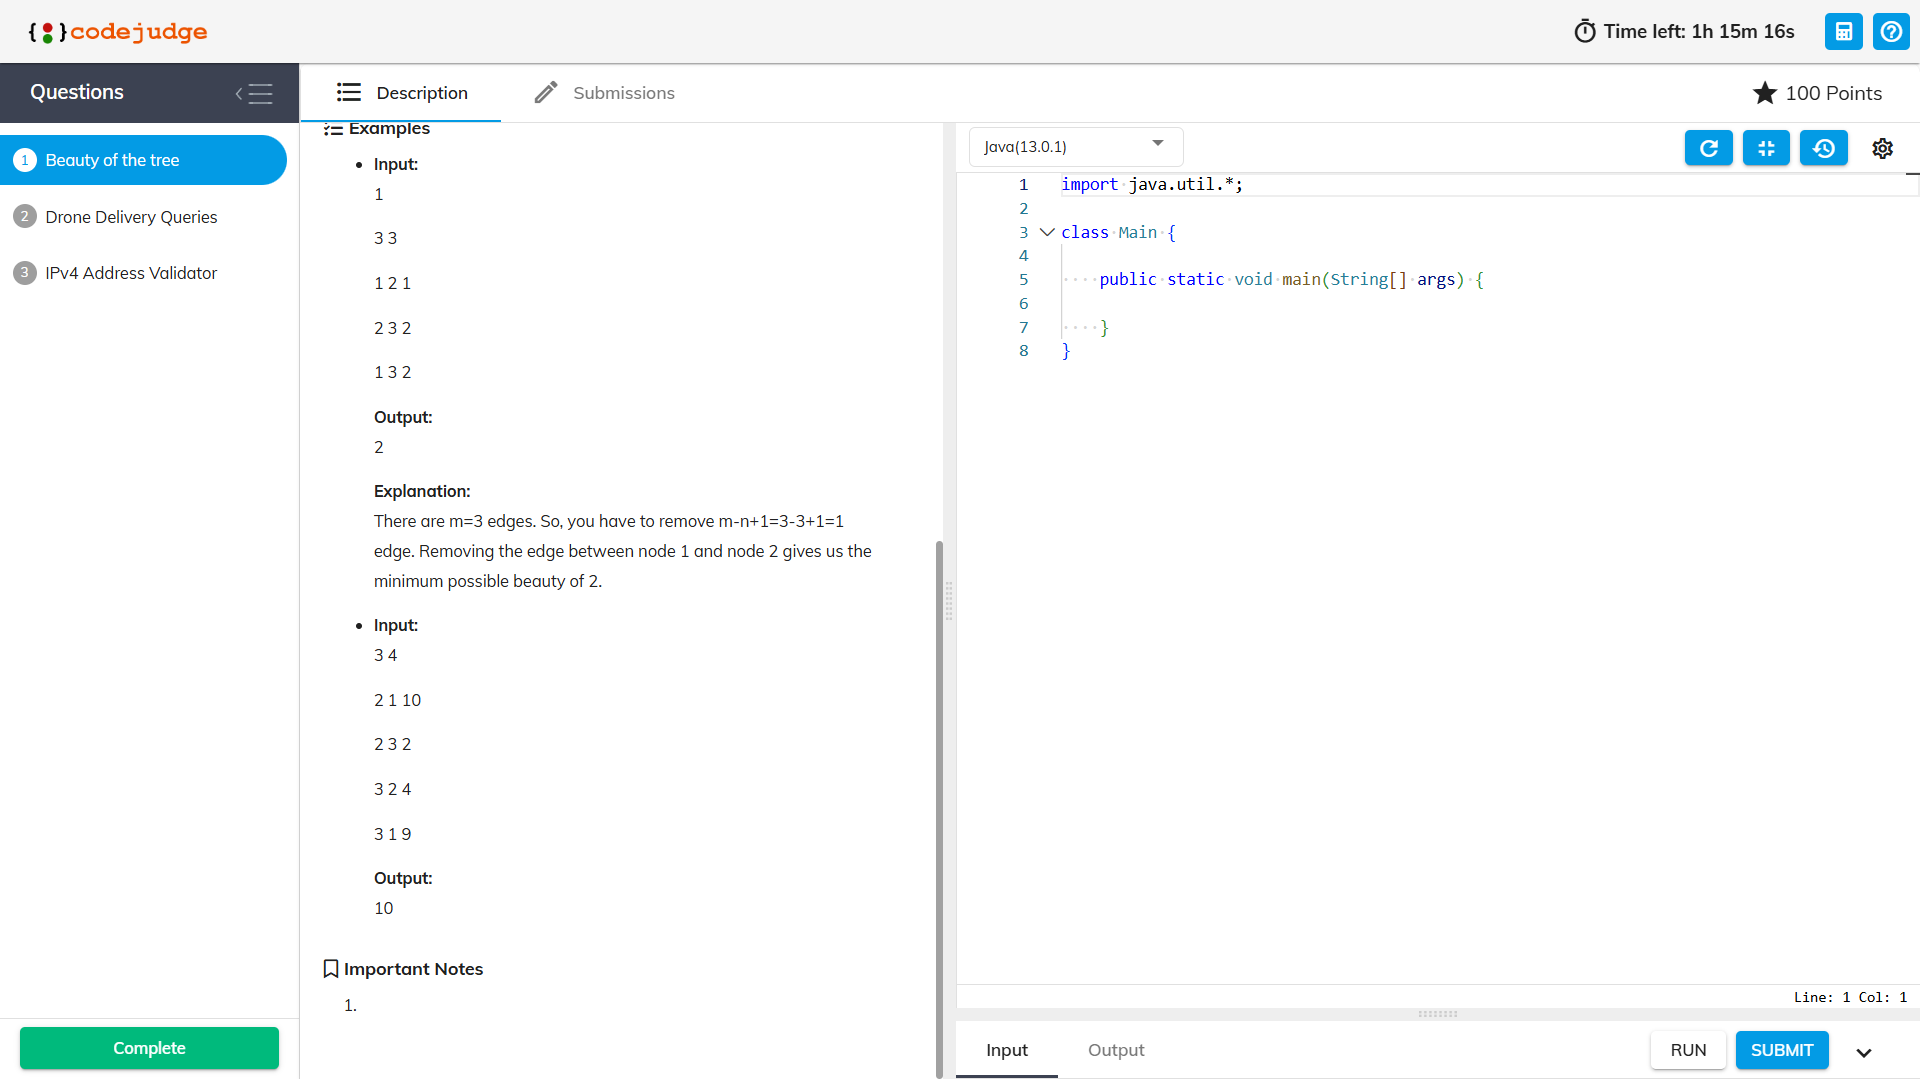 {:}codejudge
Time left: 1h 15m 16s
Questions
Description
Submissions
100 Points
1 Beauty of the tree
2 Drone Delivery Queries
3 IPv4 Address Validator
Complete
Examples
Input:
1
3 3
1 2 1
2 3 2
1 3 2
Output:
2
Explanation:
There are m=3 edges. So, you have to remove m-n+1=3-3+1=1
edge. Removing the edge between node 1 and node 2 gives us the
minimum possible beauty of 2.
Input:
3 4
2 1 10
2 3 2
3 2 4
3 1 9
Output:
10
Important Notes
1.
Java(13.0.1)
1 import java.util.*;
2
3 class Main {
4
5 public static void main(String[] args) {
6
7 }
8 }
Line: 1 Col: 1
Input
Output
RUN
SUBMIT